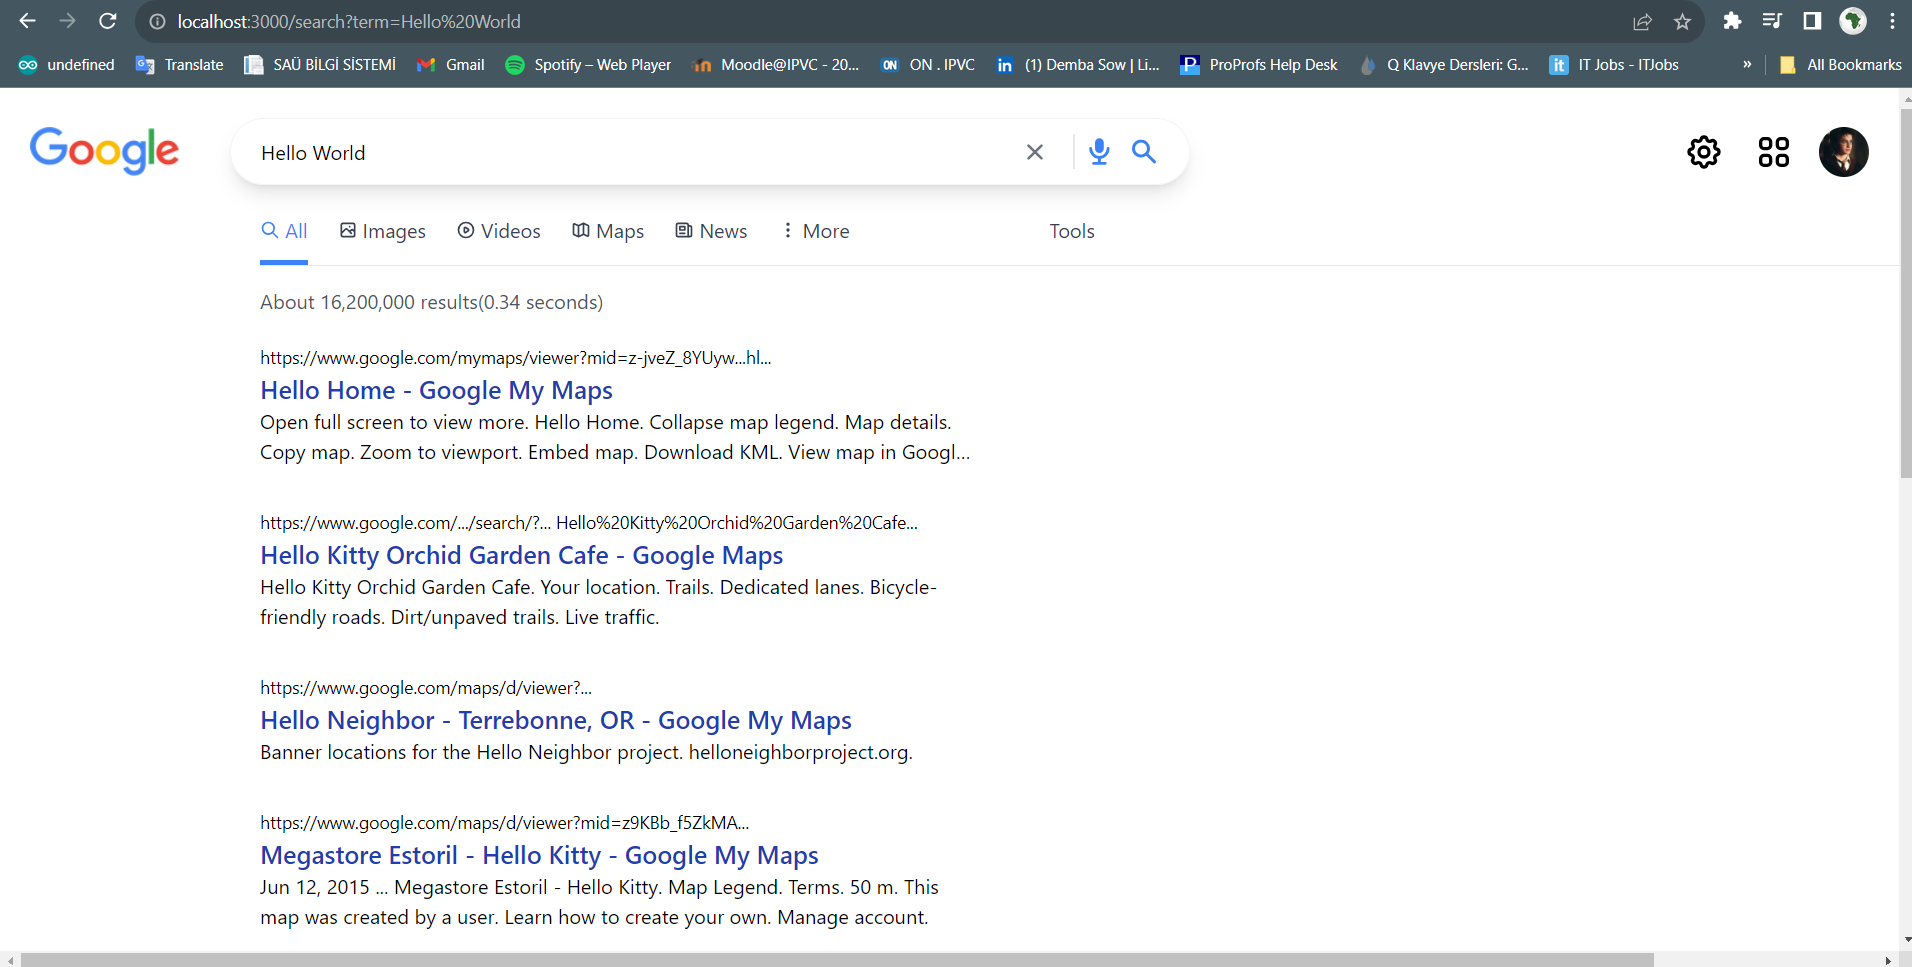 localhost:3000/search?term=Hello%20World
undefined Translate SAÜ BİLGİ SİSTEMİ Gmail Spotify – Web Player Moodle@IPVC - 20... ON . IPVC (1) Demba Sow | Li... ProProfs Help Desk Q Klavye Dersleri: G... IT Jobs - ITJobs » All Bookmarks
Google Hello World
All Images Videos Maps News More Tools
About 16,200,000 results(0.34 seconds)
https://www.google.com/mymaps/viewer?mid=z-jveZ_8YUyw...hl...
Hello Home - Google My Maps
Open full screen to view more. Hello Home. Collapse map legend. Map details.
Copy map. Zoom to viewport. Embed map. Download KML. View map in Googl...
https://www.google.com/.../search/?... Hello%20Kitty%20Orchid%20Garden%20Cafe...
Hello Kitty Orchid Garden Cafe - Google Maps
Hello Kitty Orchid Garden Cafe. Your location. Trails. Dedicated lanes. Bicycle-
friendly roads. Dirt/unpaved trails. Live traffic.
https://www.google.com/maps/d/viewer?...
Hello Neighbor - Terrebonne, OR - Google My Maps
Banner locations for the Hello Neighbor project. helloneighborproject.org.
https://www.google.com/maps/d/viewer?mid=z9KBb_f5ZkMA...
Megastore Estoril - Hello Kitty - Google My Maps
Jun 12, 2015 ... Megastore Estoril - Hello Kitty. Map Legend. Terms. 50 m. This
map was created by a user. Learn how to create your own. Manage account.